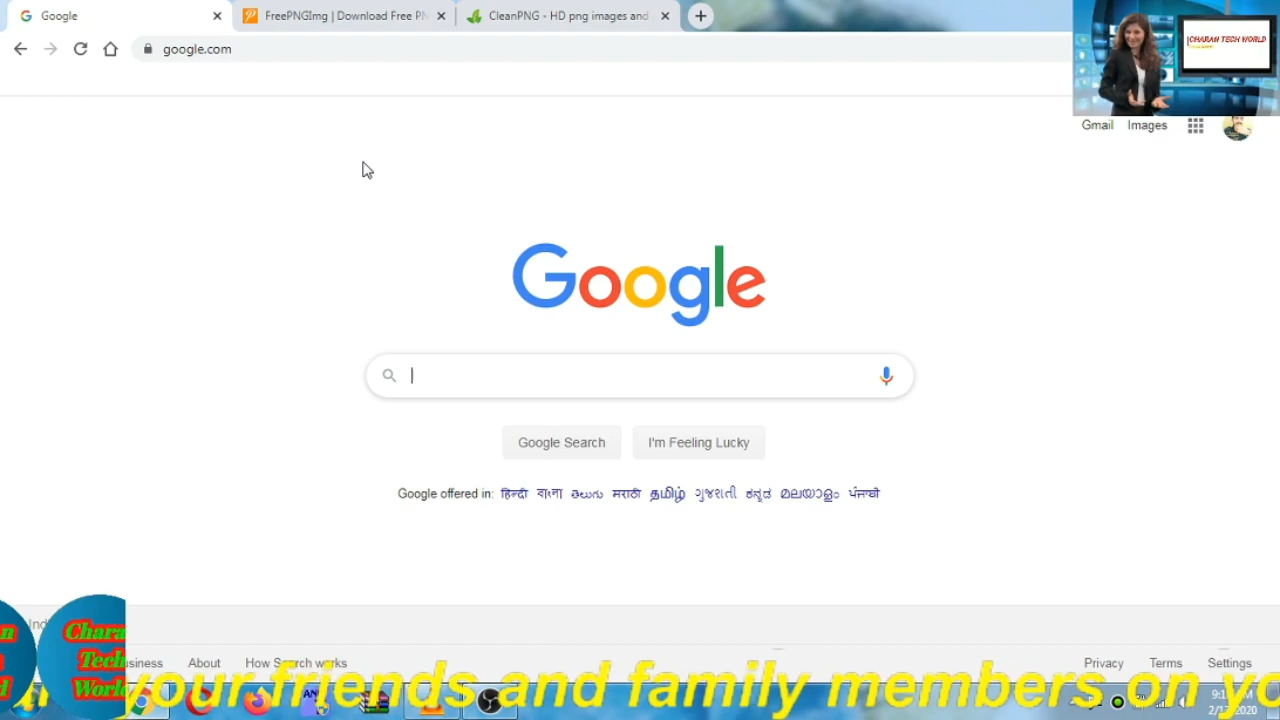 Google
FreePNGImg | Download Free PN
CleanPNG - HD png images and
google.com
CHARAN TECH WORLD
Gmail Images
Google
Google Search I'm Feeling Lucky
Google offered in: हिन्दी বাংলা తెలుగు मराठी தமிழ் ગુજરાતી ಕನ್ನಡ മലയാളം ਪੰਜਾਬੀ
Chara
Tech
World
About How Search works
Privacy Terms Settings
your friends and family members on yo